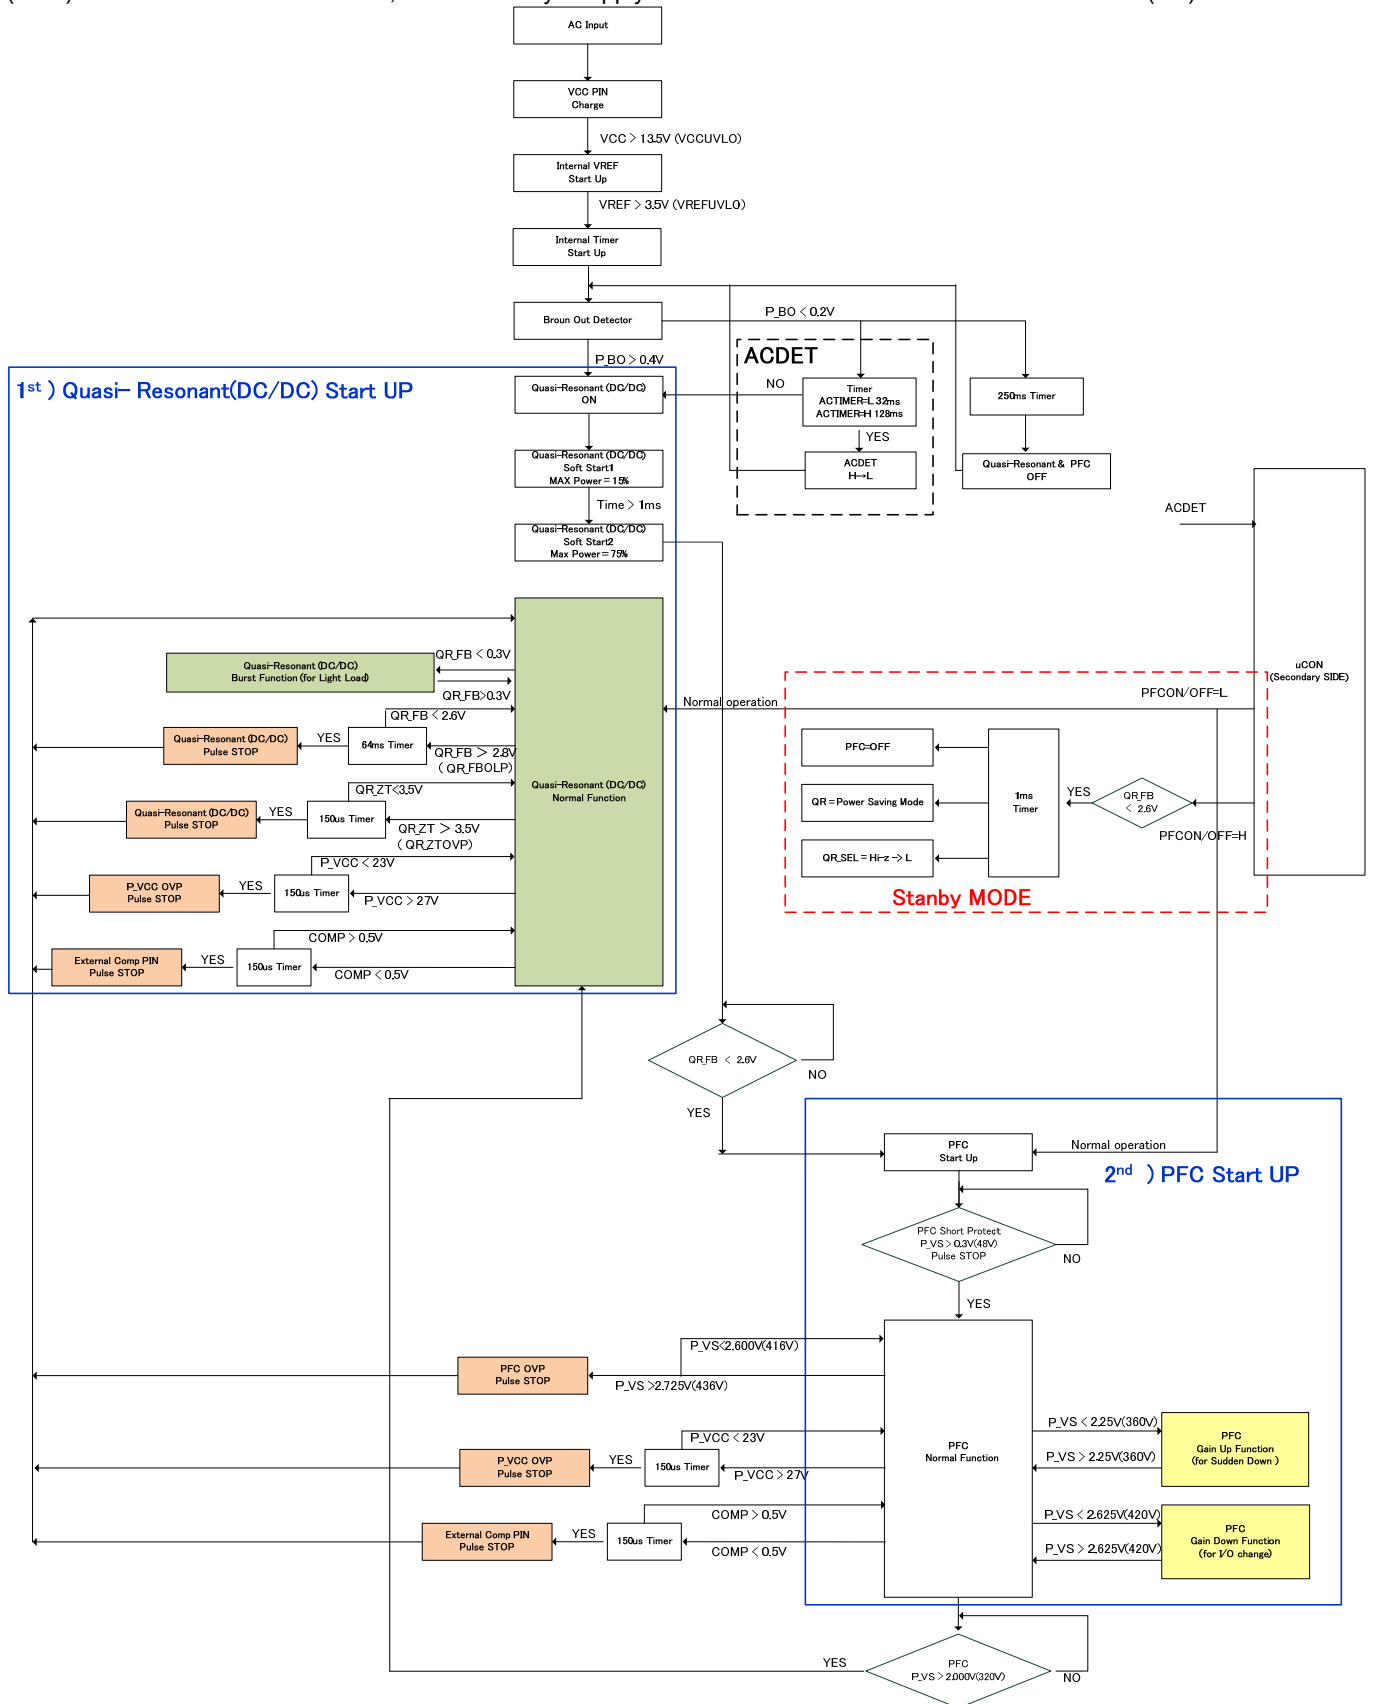 AC Input
VCC PIN
Charge
VCC > 13.5V (VCCUVLO)
Internal VREF
Start Up
VREF > 3.5V (VREFUVLO)
Internal Timer
Start Up
Broun Out Detector
P_BO < 0.2V
P_BO > 0.4V
ACDET
NO
Timer
ACTIMER=L 32ms
ACTIMER=H 128ms
YES
ACDET
H→L
250ms Timer
Quasi-Resonant & PFC
OFF
1st ) Quasi- Resonant(DC/DC) Start UP
Quasi-Resonant (DC/DC)
ON
Quasi-Resonant (DC/DC)
Soft Start1
MAX Power = 15%
Time > 1ms
Quasi-Resonant (DC/DC)
Soft Start2
Max Power = 75%
ACDET
uCON
(Secondary SIDE)
Quasi-Resonant (DC/DC)
Burst Function (for Light Load)
QR_FB < 0.3V
QR_FB>0.3V
QR_FB < 2.6V
Quasi-Resonant (DC/DC)
Pulse STOP
YES
64ms Timer
QR_FB > 2.8V
( QR_FBOLP)
QR_ZT<3.5V
Quasi-Resonant (DC/DC)
Pulse STOP
YES
150us Timer
QR_ZT > 3.5V
( QR_ZTOVP)
P_VCC < 23V
P_VCC OVP
Pulse STOP
YES
150us Timer
P_VCC > 27V
COMP > 0.5V
External Comp PIN
Pulse STOP
YES
150us Timer
COMP < 0.5V
Quasi-Resonant (DC/DC)
Normal Function
Normal operation
PFCON/OFF=L
PFC=OFF
QR = Power Saving Mode
QR_SEL = Hi-z -> L
1ms
Timer
YES
QR_FB
< 2.6V
PFCON/OFF=H
Stanby MODE
QR_FB < 2.6V
NO
YES
PFC
Start Up
Normal operation
2nd ) PFC Start UP
PFC Short Protect
P_VS > 0.3V(48V)
Pulse STOP
NO
YES
P_VS<2.600V(416V)
PFC OVP
Pulse STOP
P_VS >2.725V(436V)
P_VCC < 23V
P_VCC OVP
Pulse STOP
YES
150us Timer
P_VCC > 27V
COMP > 0.5V
External Comp PIN
Pulse STOP
YES
150us Timer
COMP < 0.5V
PFC
Normal Function
P_VS < 2.25V(360V)
P_VS > 2.25V(360V)
PFC
Gain Up Function
(for Sudden Down )
P_VS < 2.625V(420V)
P_VS > 2.625V(420V)
PFC
Gain Down Function
(for I/O change)
YES
PFC
P_VS > 2.000V(320V)
NO